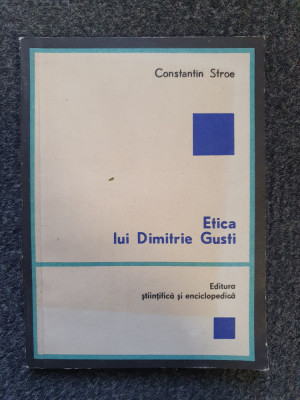 Constantin Stroe
Etica
lui Dimitrie Gusti
Editura
științifică și enciclopedică